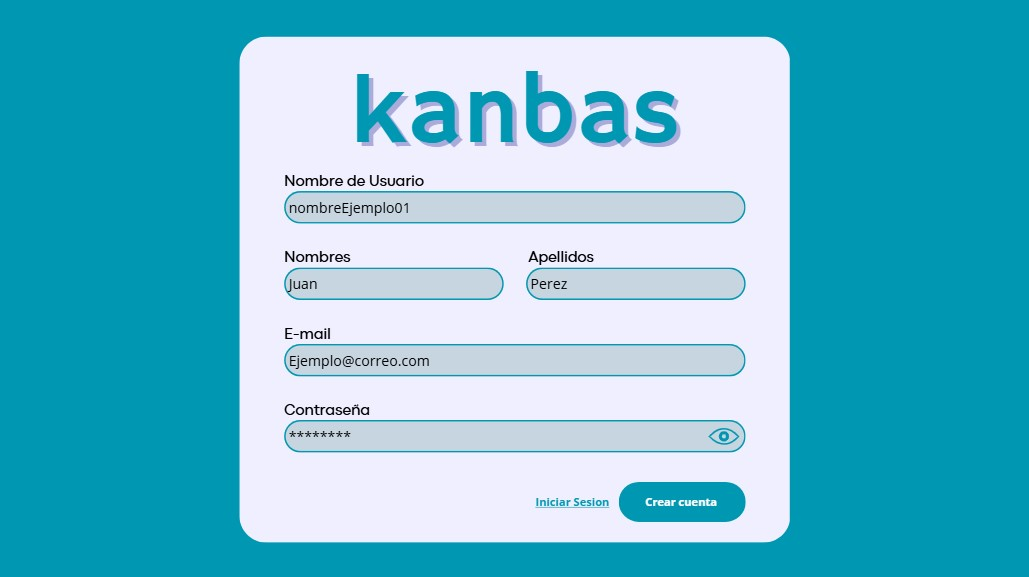 kanbas
Nombre de Usuario
nombreEjemplo01
Nombres
Apellidos
Juan
Perez
E-mail
Ejemplo@correo.com
Contraseña
********
Iniciar Sesion
Crear cuenta